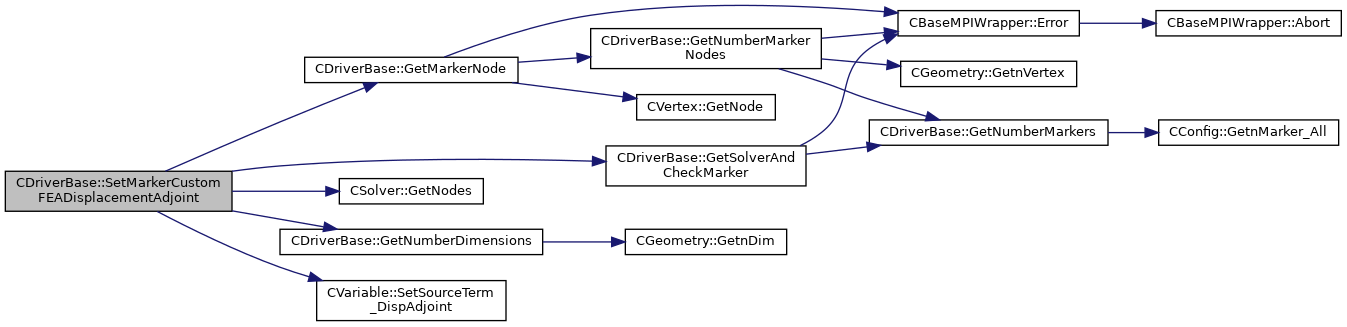 CDriverBase::SetMarkerCustom
FEADisplacementAdjoint
CDriverBase::GetMarkerNode
CDriverBase::GetNumberMarker
Nodes
CBaseMPIWrapper::Error
CBaseMPIWrapper::Abort
CGeometry::GetnVertex
CVertex::GetNode
CDriverBase::GetNumberMarkers
CConfig::GetnMarker_All
CDriverBase::GetSolverAnd
CheckMarker
CSolver::GetNodes
CDriverBase::GetNumberDimensions
CGeometry::GetnDim
CVariable::SetSourceTerm
_DispAdjoint